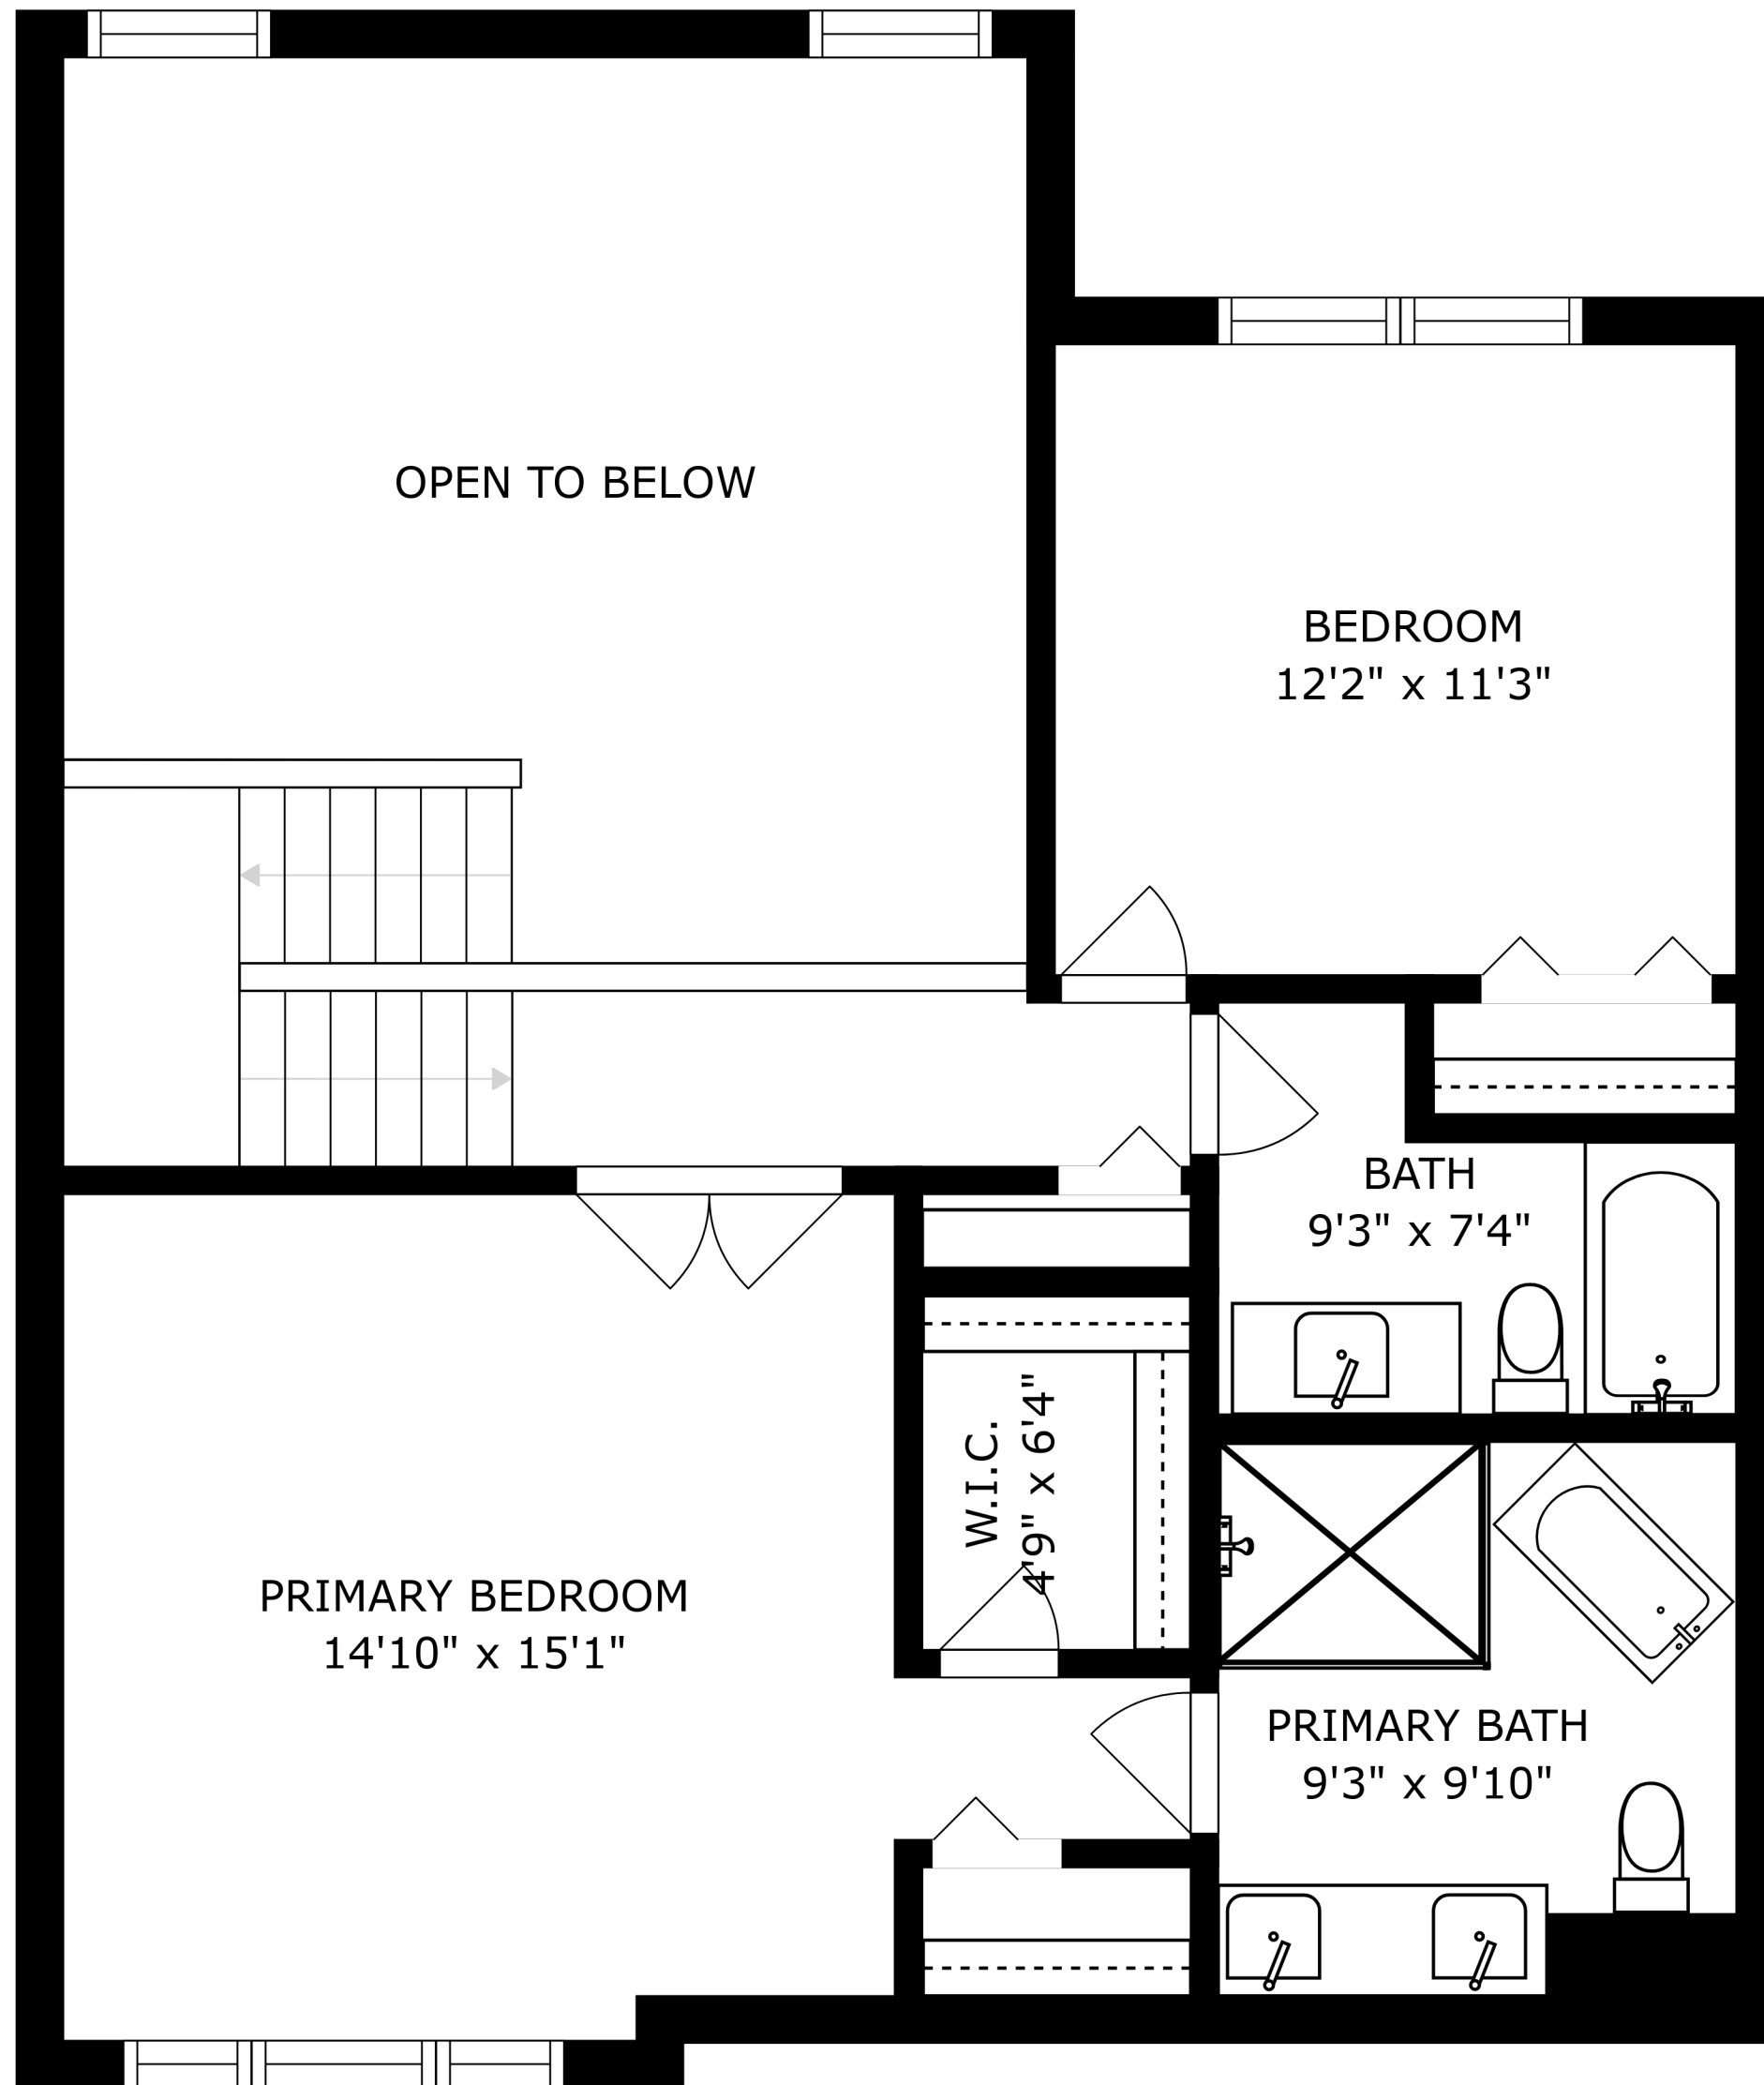 OPEN TO BELOW
BEDROOM
12'2" x 11'3"
BATH
9'3" x 7'4"
W.I.C.
4'9" x 6'4"
PRIMARY BEDROOM
14'10" x 15'1"
PRIMARY BATH
9'3" x 9'10"